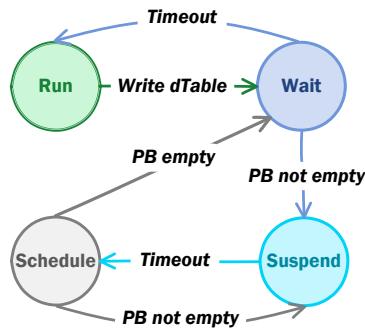 Timeout
Run
Write dTable
Wait
PB empty
PB not empty
Schedule
Timeout
Suspend
PB not empty